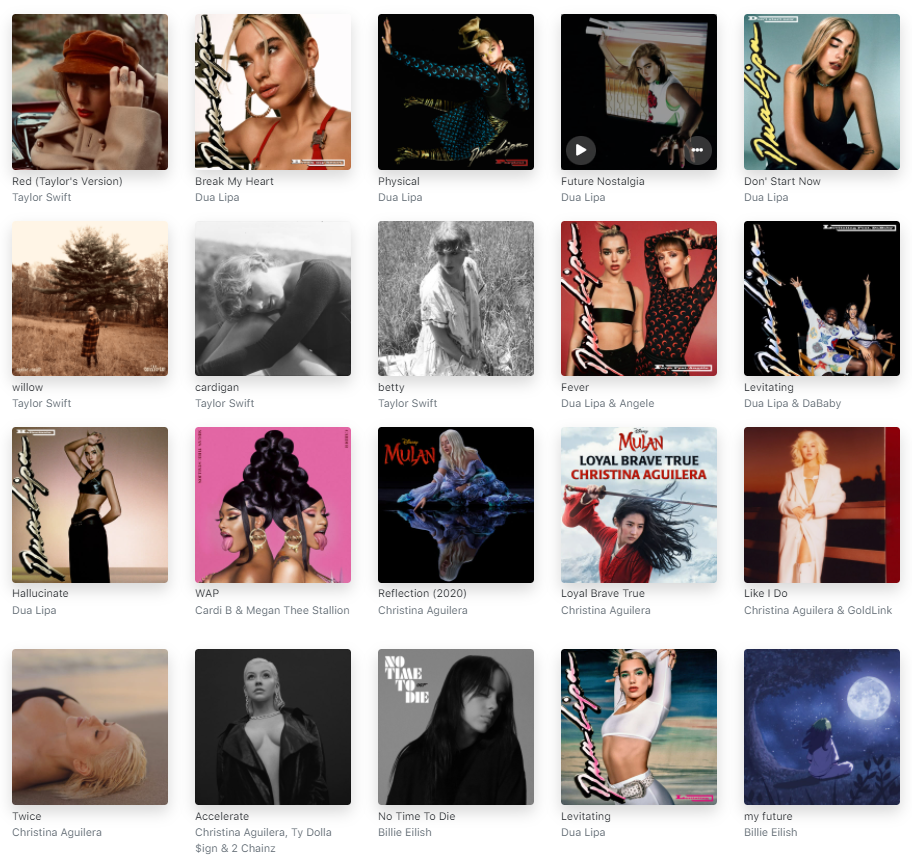 Dua Lipa
Dua Lipa
Dua Lipa
Red (Taylor's Version)
Break My Heart
Physical
Future Nostalgia
Don' Start Now
Taylor Swift
Dua Lipa
Dua Lipa
Dua Lipa
Dua Lipa
Dua Lipa
Dua Lipa
willow
cardigan
betty
Fever
Levitating
Taylor Swift
Taylor Swift
Taylor Swift
Dua Lipa & Angele
Dua Lipa & DaBaby
Dua Lipa
Disney
MULAN
Disney
MULAN
LOYAL BRAVE TRUE
CHRISTINA AGUILERA
Hallucinate
WAP
Reflection (2020)
Loyal Brave True
Like I Do
Dua Lipa
Cardi B & Megan Thee Stallion
Christina Aguilera
Christina Aguilera
Christina Aguilera & GoldLink
NO
TIME
TO
DIE
Dua Lipa
Twice
Accelerate
No Time To Die
Levitating
my future
Christina Aguilera
Christina Aguilera, Ty Dolla
$ign & 2 Chainz
Billie Eilish
Dua Lipa
Billie Eilish